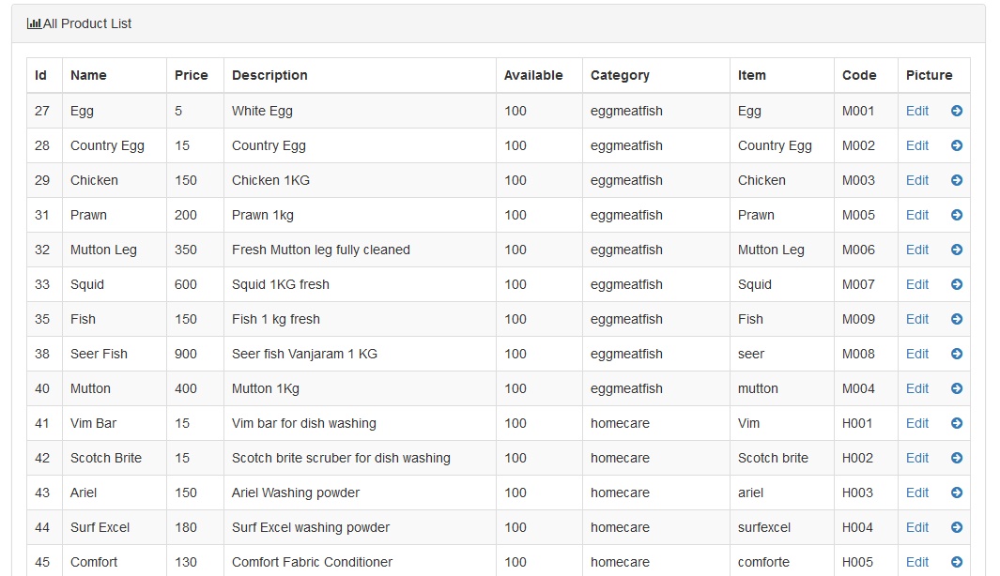 All Product List
Id Name Price Description Available Category Item Code Picture
27 Egg 5 White Egg 100 eggmeatfish Egg M001 Edit
28 Country Egg 15 Country Egg 100 eggmeatfish Country Egg M002 Edit
29 Chicken 150 Chicken 1KG 100 eggmeatfish Chicken M003 Edit
31 Prawn 200 Prawn 1kg 100 eggmeatfish Prawn M005 Edit
32 Mutton Leg 350 Fresh Mutton leg fully cleaned 100 eggmeatfish Mutton Leg M006 Edit
33 Squid 600 Squid 1KG fresh 100 eggmeatfish Squid M007 Edit
35 Fish 150 Fish 1 kg fresh 100 eggmeatfish Fish M009 Edit
38 Seer Fish 900 Seer fish Vanjaram 1 KG 100 eggmeatfish seer M008 Edit
40 Mutton 400 Mutton 1Kg 100 eggmeatfish mutton M004 Edit
41 Vim Bar 15 Vim bar for dish washing 100 homecare Vim H001 Edit
42 Scotch Brite 15 Scotch brite scruber for dish washing 100 homecare Scotch brite H002 Edit
43 Ariel 150 Ariel Washing powder 100 homecare ariel H003 Edit
44 Surf Excel 180 Surf Excel washing powder 100 homecare surfexcel H004 Edit
45 Comfort 130 Comfort Fabric Conditioner 100 homecare comforte H005 Edit